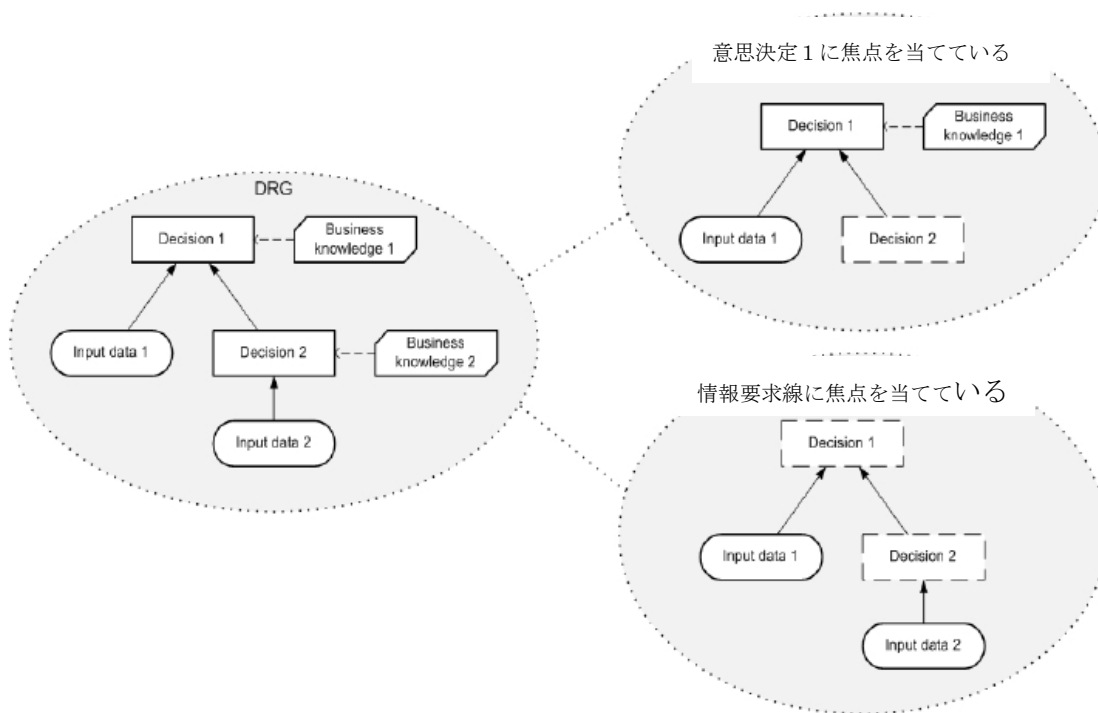 DRG
Decision 1
Business
knowledge 1
Input data 1
Decision 2
Business
knowledge 2
Input data 2
意思決定１に焦点を当てている
Decision 1
Business
knowledge 1
Input data 1
Decision 2
情報要求線に焦点を当てている
Decision 1
Input data 1
Decision 2
Input data 2